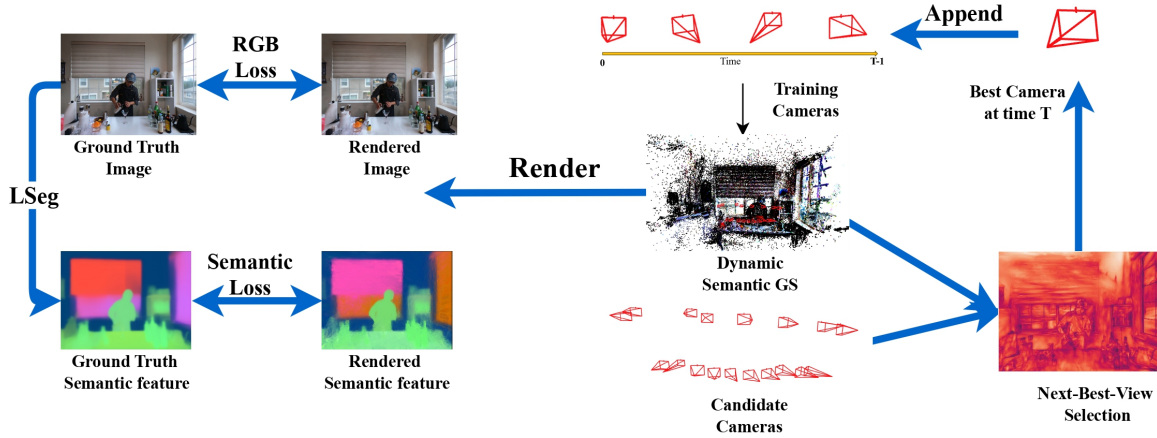 RGB
Loss
Ground Truth
Image
Rendered
Image
LSeg
Semantic
Loss
Ground Truth
Semantic feature
Rendered
Semantic feature
Render
0
Time
T-1
Append
Training
Cameras
Best Camera
at time T
Dynamic
Semantic GS
Candidate
Cameras
Next-Best-View
Selection